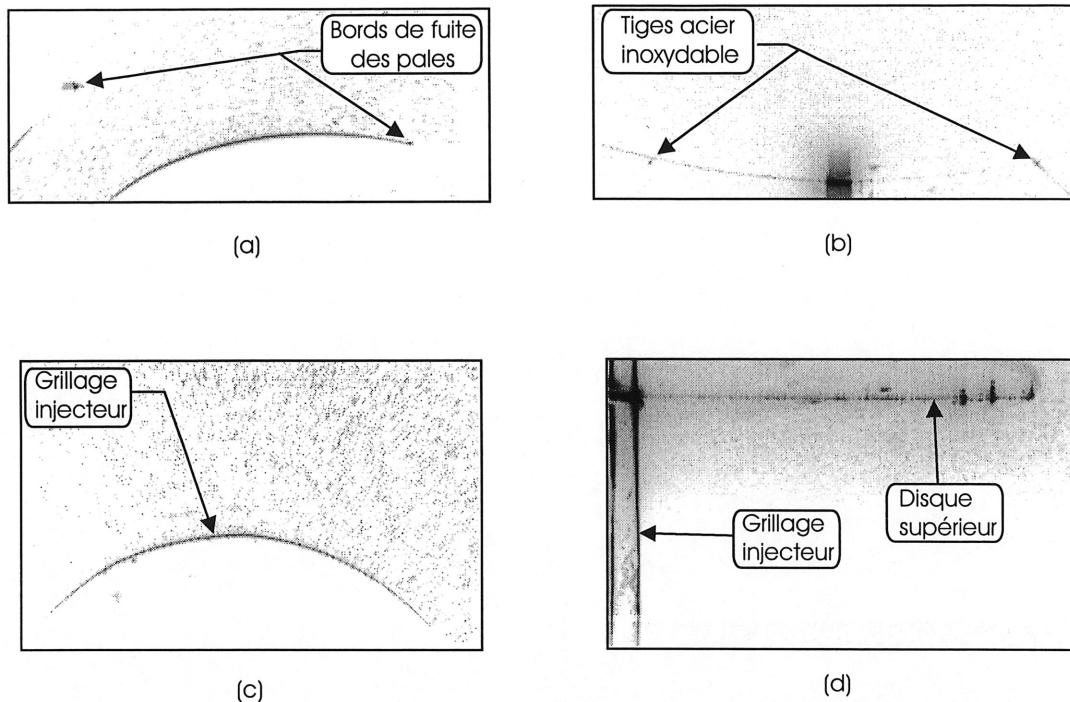 Bords de fuite
des pales
(a)
Tiges acier
inoxydable
(b)
Grillage
injecteur
(c)
Grillage
injecteur
Disque
supérieur
(d)